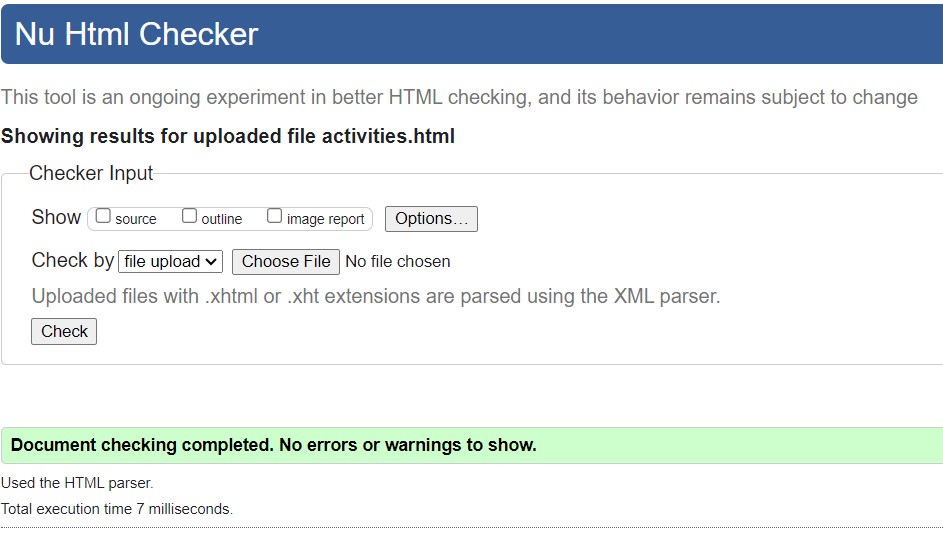 Nu Html Checker
This tool is an ongoing experiment in better HTML checking, and its behavior remains subject to change
Showing results for uploaded file activities.html
Checker Input
Show source outline image report Options…
Check by file upload Choose File No file chosen
Uploaded files with .xhtml or .xht extensions are parsed using the XML parser.
Check
Document checking completed. No errors or warnings to show.
Used the HTML parser.
Total execution time 7 milliseconds.